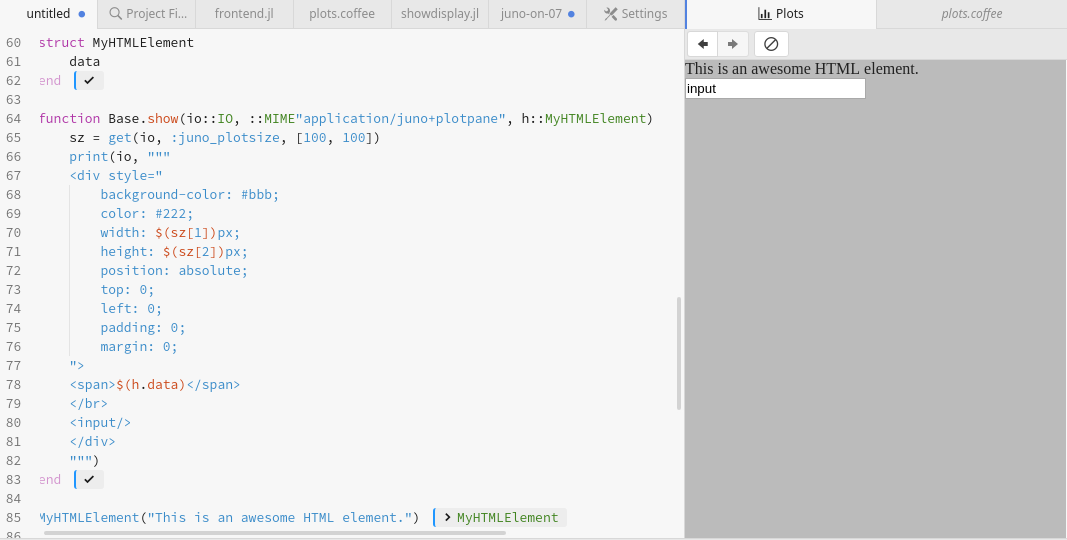 untitled Project Fi... frontend.jl plots.coffee showdisplay.jl juno-on-07 Settings Plots plots.coffee
60 struct MyHTMLElement
61 data
62 end
63
64 function Base.show(io::IO, ::MIME"application/juno+plotpane", h::MyHTMLElement)
65 sz = get(io, :juno_plotsize, [100, 100])
66 print(io, """
67 <div style="
68 background-color: #bbb;
69 color: #222;
70 width: $(sz[1])px;
71 height: $(sz[2])px;
72 position: absolute;
73 top: 0;
74 left: 0;
75 padding: 0;
76 margin: 0;
77 ">
78 <span>$(h.data)</span>
79 </br>
80 <input/>
81 </div>
82 """)
83 end
84
85 MyHTMLElement("This is an awesome HTML element.") MyHTMLElement
86
This is an awesome HTML element.
input